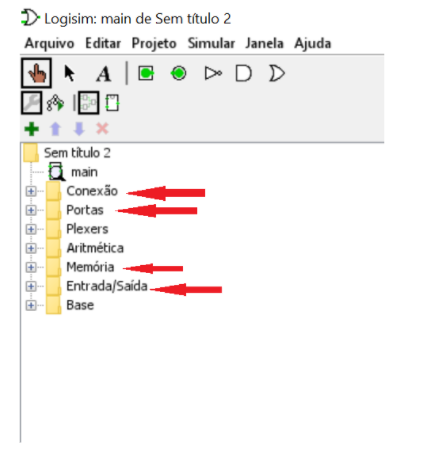 Logisim: main de Sem título 2
Arquivo Editar Projeto Simular Janela Ajuda
A
Sem título 2
main
Conexão
Portas
Plexers
Aritmética
Memória
Entrada/Saída
Base